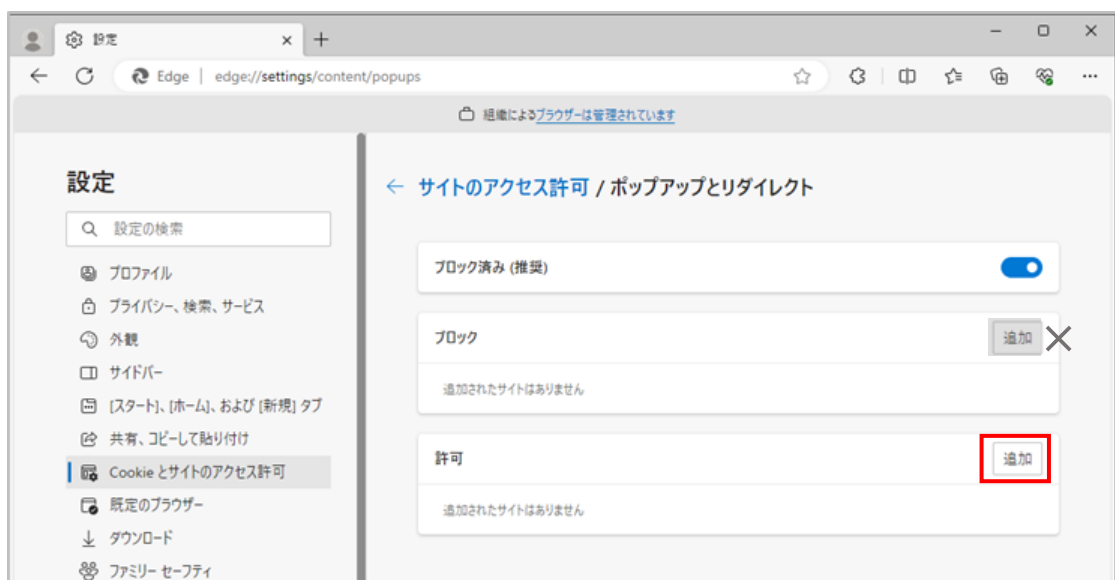 設定
Edge | edge://settings/content/popups
組織によるブラウザーは管理されています
設定
設定の検索
プロファイル
プライバシー、検索、サービス
外観
サイドバー
[スタート]、[ホーム]、および [新規] タブ
共有、コピーして貼り付け
Cookie とサイトのアクセス許可
既定のブラウザー
ダウンロード
ファミリー セーフティ
サイトのアクセス許可 / ポップアップとリダイレクト
ブロック済み (推奨)
ブロック
追加
追加されたサイトはありません
許可
追加
追加されたサイトはありません